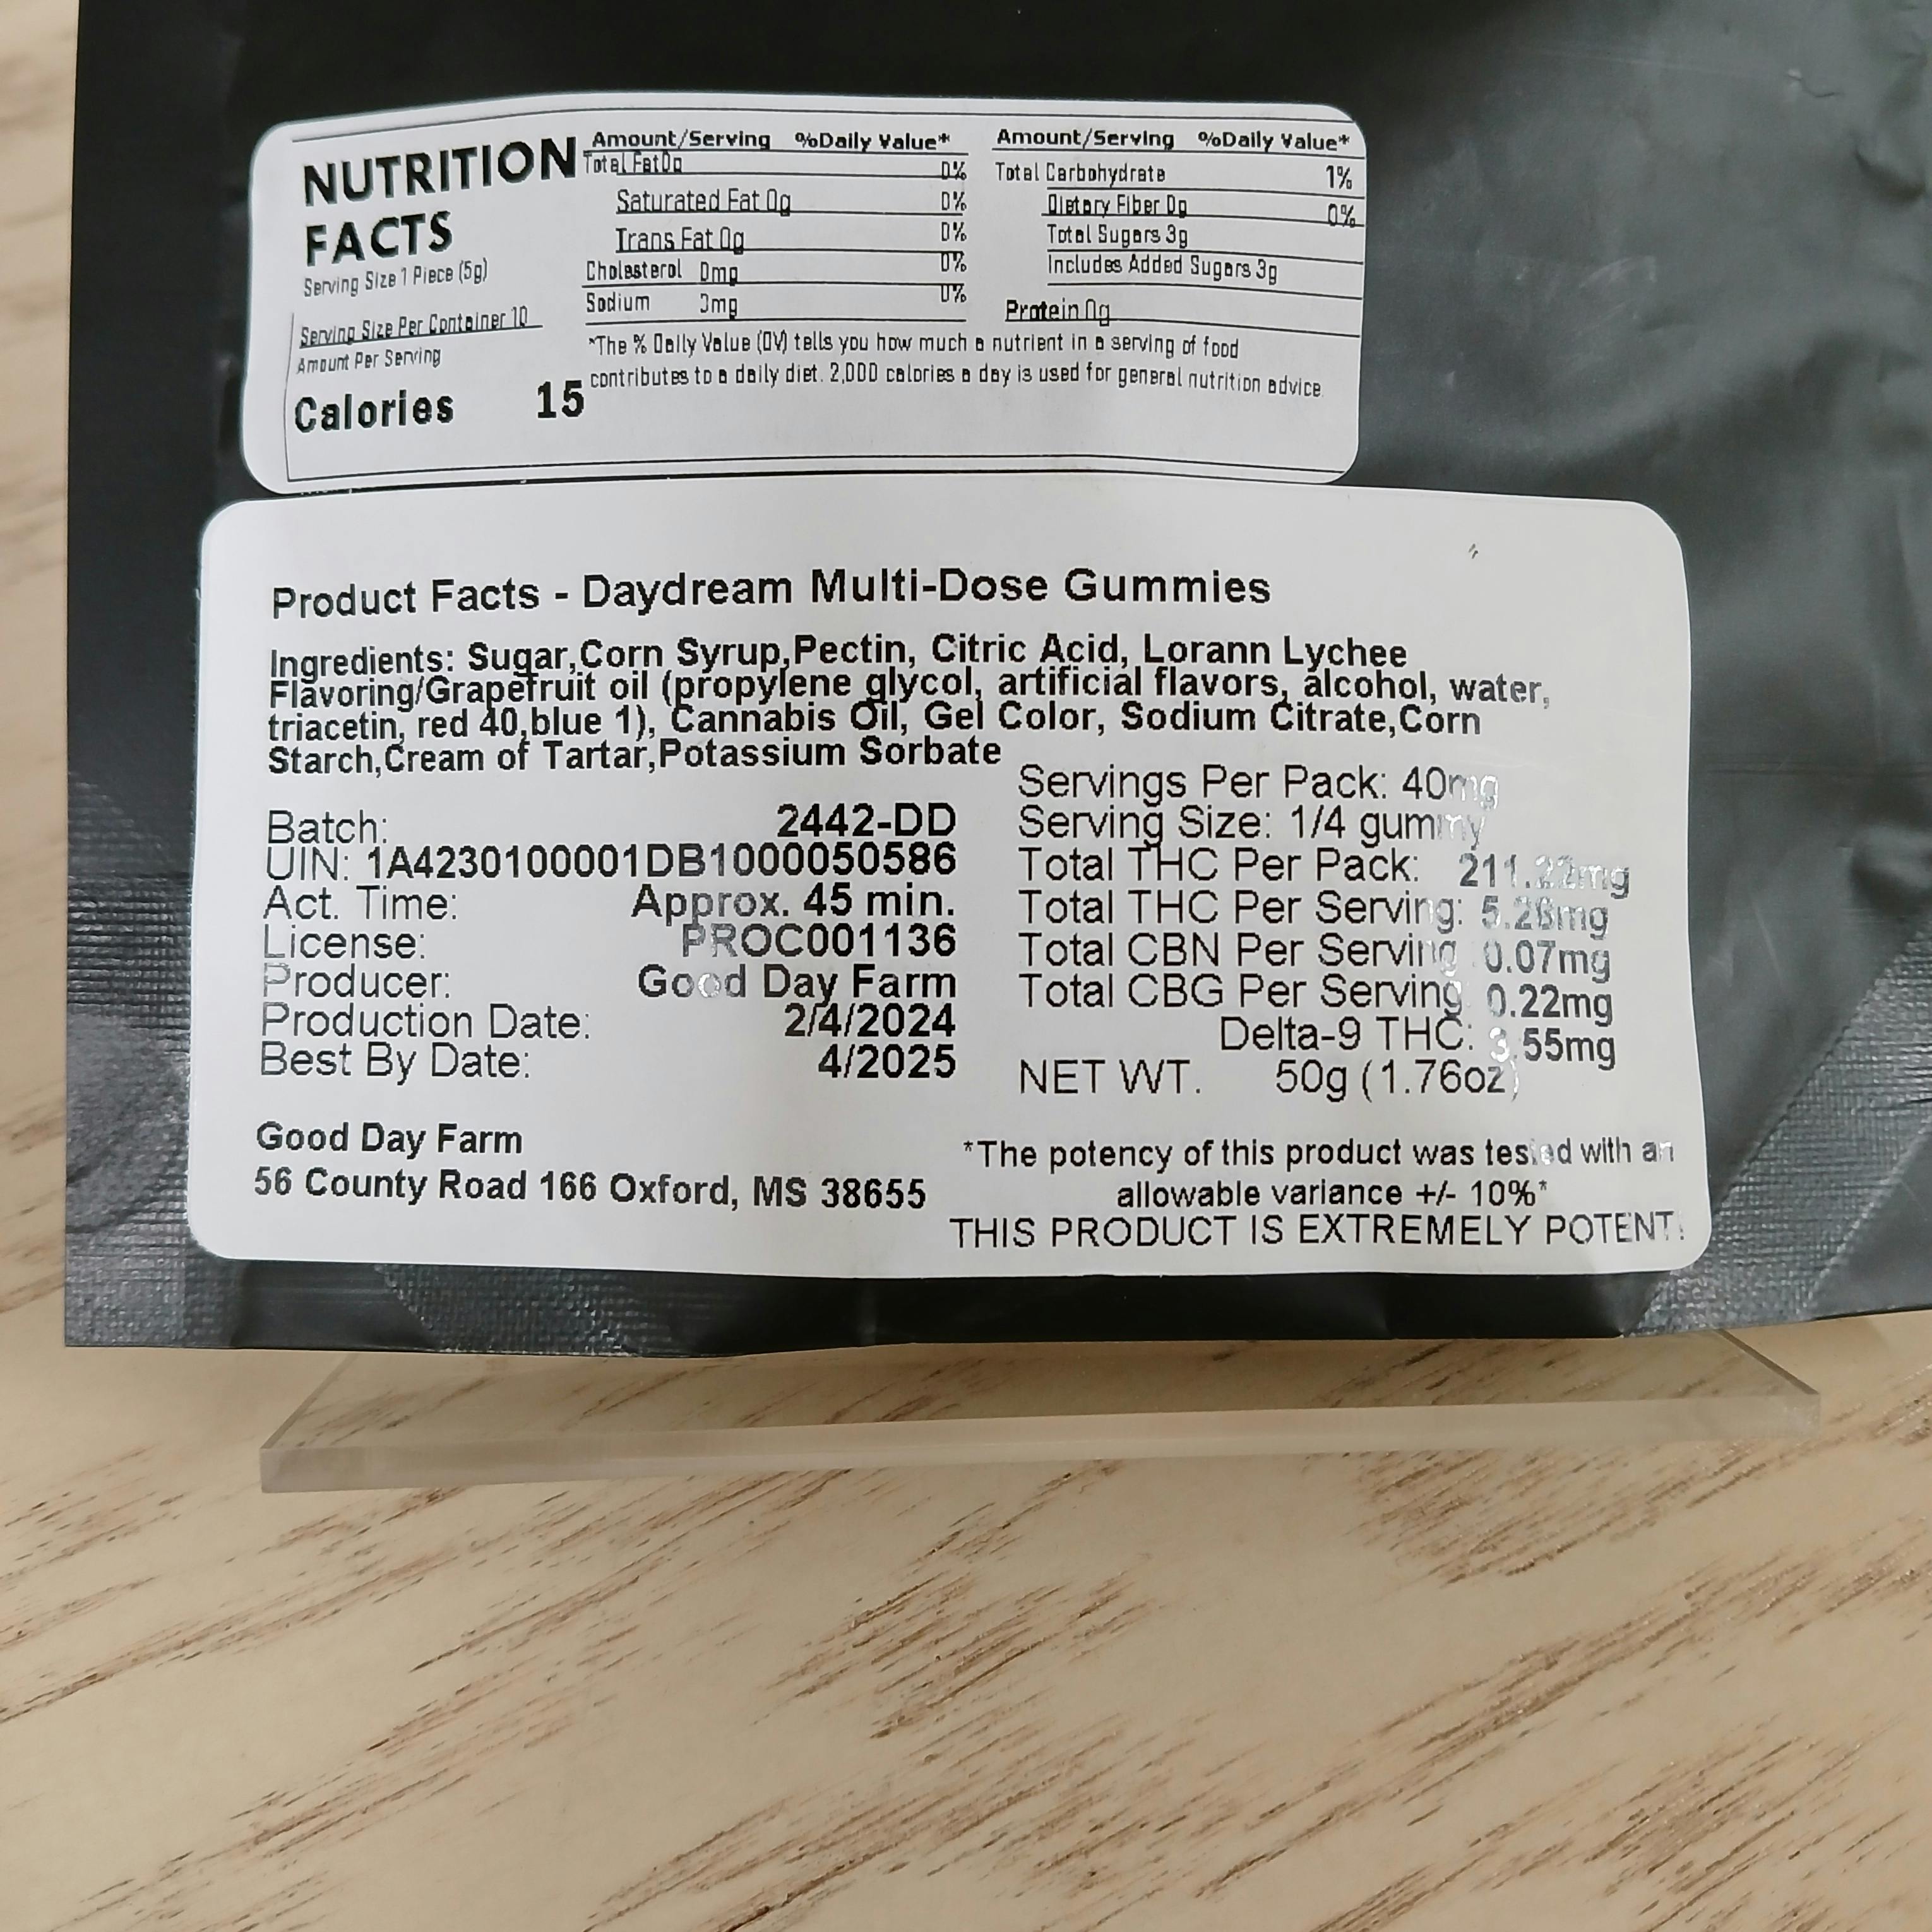 NUTRITION
FACTS
Serving Size 1 Piece (5g)
Serving Size Per Container 10
Amount Per Serving
Calories 15
Amount/Serving %Daily Value*
Total Fat 0g 0%
Saturated Fat 0g 0%
Trans Fat 0g 0%
Cholesterol 0mg 0%
Sodium 3mg 0%
Amount/Serving %Daily Value*
Total Carbohydrate 1%
Dietary Fiber 0g 0%
Total Sugars 3g
Includes Added Sugars 3g
Protein 0g
*The % Daily Value (DV) tells you how much a nutrient in a serving of food
contributes to a daily diet. 2,000 calories a day is used for general nutrition advice
Product Facts - Daydream Multi-Dose Gummies
Ingredients: Sugar,Corn Syrup,Pectin, Citric Acid, Lorann Lychee
Flavoring/Grapefruit oil (propylene glycol, artificial flavors, alcohol, water,
triacetin, red 40,blue 1), Cannabis Oil, Gel Color, Sodium Citrate,Corn
Starch,Cream of Tartar,Potassium Sorbate
Batch: 2442-DD
UIN: 1A4230100001DB1000050586
Act. Time: Approx. 45 min.
License: PROC001136
Producer: Good Day Farm
Production Date: 2/4/2024
Best By Date: 4/2025
Servings Per Pack: 40mg
Serving Size: 1/4 gummy
Total THC Per Pack: 211.22mg
Total THC Per Serving: 5.28mg
Total CBN Per Serving 0.07mg
Total CBG Per Serving 0.22mg
Delta-9 THC: 3.55mg
NET WT. 50g (1.76oz)
Good Day Farm
56 County Road 166 Oxford, MS 38655
*The potency of this product was tested with an
allowable variance +/- 10%*
THIS PRODUCT IS EXTREMELY POTENT!